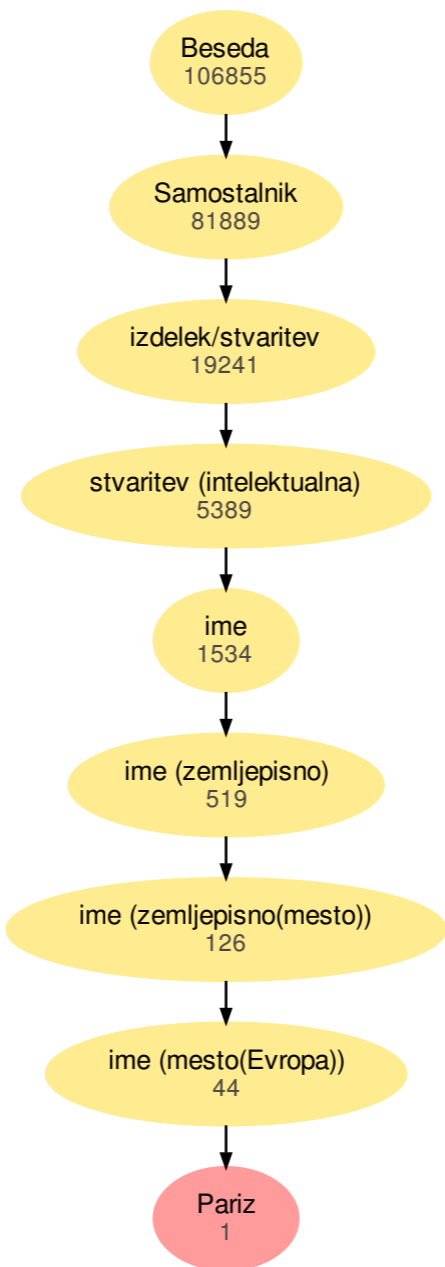 Beseda
106855
Samostalnik
81889
izdelek/stvaritev
19241
stvaritev (intelektualna)
5389
ime
1534
ime (zemljepisno)
519
ime (zemljepisno(mesto))
126
ime (mesto(Evropa))
44
Pariz
1